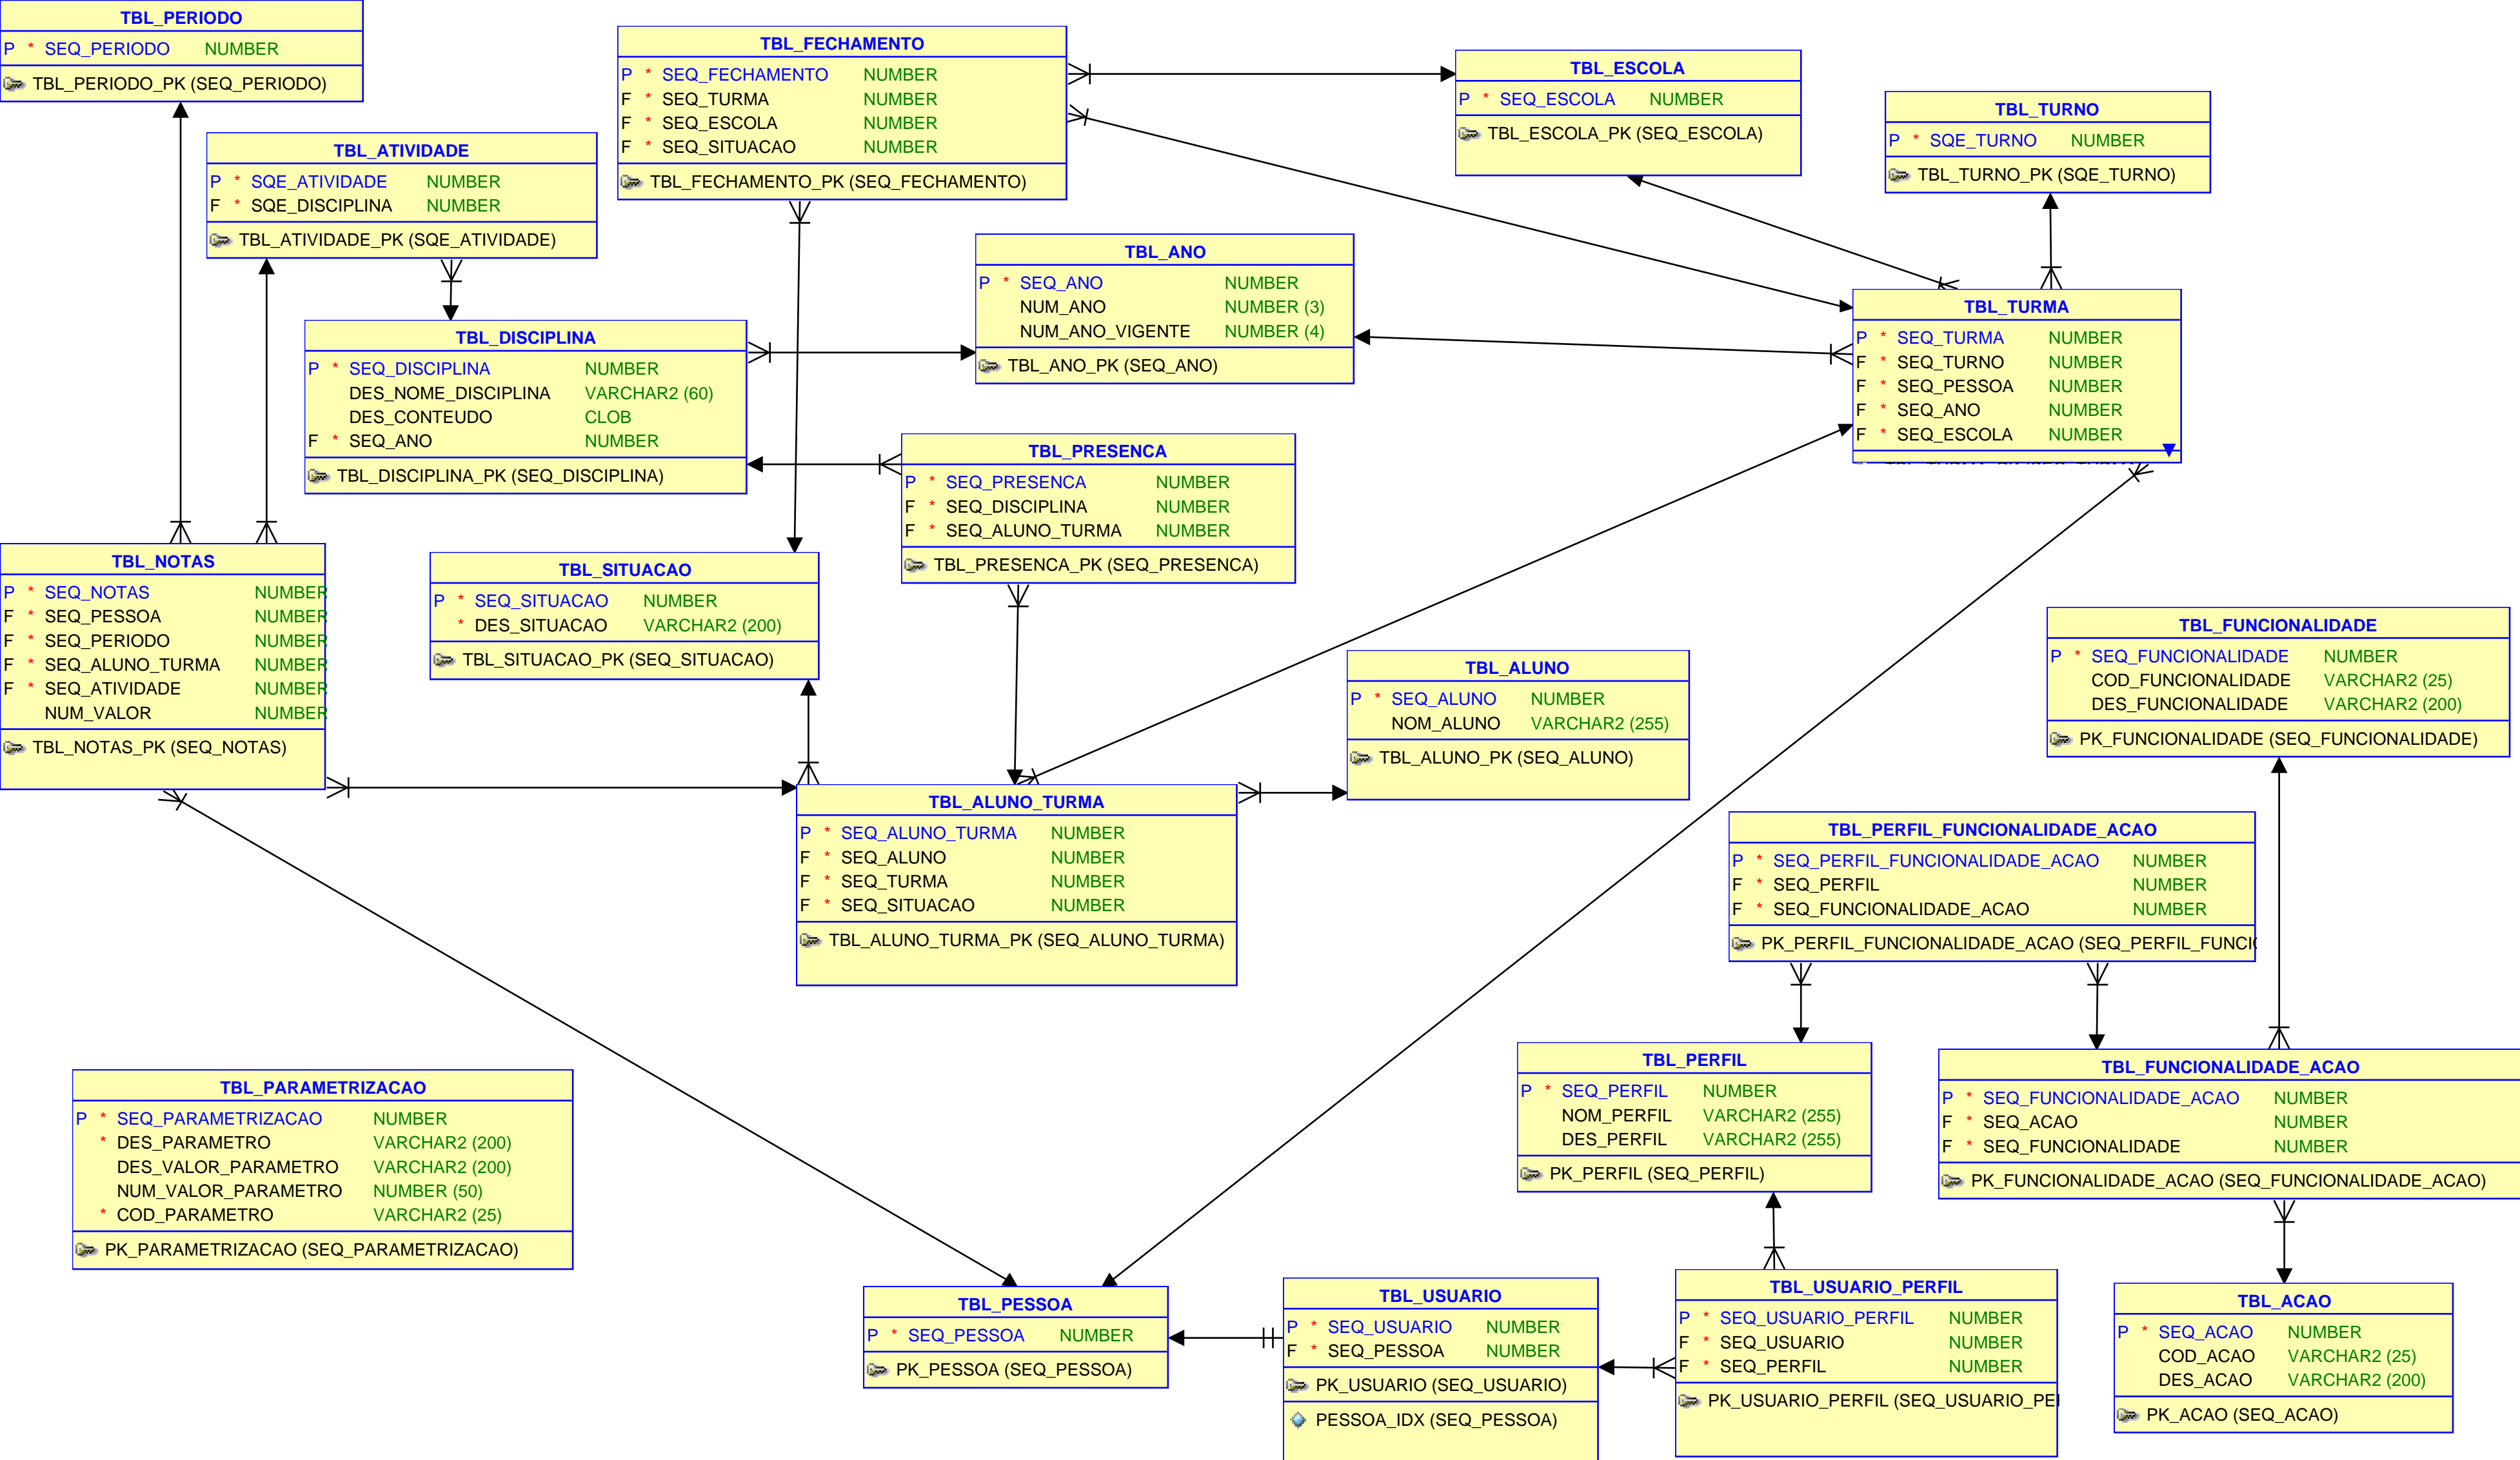 TBL_PERIODO
P * SEQ_PERIODO NUMBER
TBL_PERIODO_PK (SEQ_PERIODO)
TBL_FECHAMENTO
P * SEQ_FECHAMENTO NUMBER
F * SEQ_TURMA NUMBER
F * SEQ_ESCOLA NUMBER
F * SEQ_SITUACAO NUMBER
TBL_FECHAMENTO_PK (SEQ_FECHAMENTO)
TBL_ESCOLA
P * SEQ_ESCOLA NUMBER
TBL_ESCOLA_PK (SEQ_ESCOLA)
TBL_TURNO
P * SQE_TURNO NUMBER
TBL_TURNO_PK (SQE_TURNO)
TBL_ATIVIDADE
P * SQE_ATIVIDADE NUMBER
F * SQE_DISCIPLINA NUMBER
TBL_ATIVIDADE_PK (SQE_ATIVIDADE)
TBL_ANO
P * SEQ_ANO NUMBER
NUM_ANO NUMBER (3)
NUM_ANO_VIGENTE NUMBER (4)
TBL_ANO_PK (SEQ_ANO)
TBL_TURMA
P * SEQ_TURMA NUMBER
F * SEQ_TURNO NUMBER
F * SEQ_PESSOA NUMBER
F * SEQ_ANO NUMBER
F * SEQ_ESCOLA NUMBER
TBL_DISCIPLINA
P * SEQ_DISCIPLINA NUMBER
DES_NOME_DISCIPLINA VARCHAR2 (60)
DES_CONTEUDO CLOB
F * SEQ_ANO NUMBER
TBL_DISCIPLINA_PK (SEQ_DISCIPLINA)
TBL_PRESENCA
P * SEQ_PRESENCA NUMBER
F * SEQ_DISCIPLINA NUMBER
F * SEQ_ALUNO_TURMA NUMBER
TBL_PRESENCA_PK (SEQ_PRESENCA)
TBL_NOTAS
P * SEQ_NOTAS NUMBER
F * SEQ_PESSOA NUMBER
F * SEQ_PERIODO NUMBER
F * SEQ_ALUNO_TURMA NUMBER
F * SEQ_ATIVIDADE NUMBER
NUM_VALOR NUMBER
TBL_NOTAS_PK (SEQ_NOTAS)
TBL_SITUACAO
P * SEQ_SITUACAO NUMBER
* DES_SITUACAO VARCHAR2 (200)
TBL_SITUACAO_PK (SEQ_SITUACAO)
TBL_ALUNO
P * SEQ_ALUNO NUMBER
NOM_ALUNO VARCHAR2 (255)
TBL_ALUNO_PK (SEQ_ALUNO)
TBL_FUNCIONALIDADE
P * SEQ_FUNCIONALIDADE NUMBER
COD_FUNCIONALIDADE VARCHAR2 (25)
DES_FUNCIONALIDADE VARCHAR2 (200)
PK_FUNCIONALIDADE (SEQ_FUNCIONALIDADE)
TBL_ALUNO_TURMA
P * SEQ_ALUNO_TURMA NUMBER
F * SEQ_ALUNO NUMBER
F * SEQ_TURMA NUMBER
F * SEQ_SITUACAO NUMBER
TBL_ALUNO_TURMA_PK (SEQ_ALUNO_TURMA)
TBL_PERFIL_FUNCIONALIDADE_ACAO
P * SEQ_PERFIL_FUNCIONALIDADE_ACAO NUMBER
F * SEQ_PERFIL NUMBER
F * SEQ_FUNCIONALIDADE_ACAO NUMBER
PK_PERFIL_FUNCIONALIDADE_ACAO (SEQ_PERFIL_FUNCI
TBL_PARAMETRIZACAO
P * SEQ_PARAMETRIZACAO NUMBER
* DES_PARAMETRO VARCHAR2 (200)
DES_VALOR_PARAMETRO VARCHAR2 (200)
NUM_VALOR_PARAMETRO NUMBER (50)
* COD_PARAMETRO VARCHAR2 (25)
PK_PARAMETRIZACAO (SEQ_PARAMETRIZACAO)
TBL_PERFIL
P * SEQ_PERFIL NUMBER
NOM_PERFIL VARCHAR2 (255)
DES_PERFIL VARCHAR2 (255)
PK_PERFIL (SEQ_PERFIL)
TBL_FUNCIONALIDADE_ACAO
P * SEQ_FUNCIONALIDADE_ACAO NUMBER
F * SEQ_ACAO NUMBER
F * SEQ_FUNCIONALIDADE NUMBER
PK_FUNCIONALIDADE_ACAO (SEQ_FUNCIONALIDADE_ACAO)
TBL_PESSOA
P * SEQ_PESSOA NUMBER
PK_PESSOA (SEQ_PESSOA)
TBL_USUARIO
P * SEQ_USUARIO NUMBER
F * SEQ_PESSOA NUMBER
PK_USUARIO (SEQ_USUARIO)
PESSOA_IDX (SEQ_PESSOA)
TBL_USUARIO_PERFIL
P * SEQ_USUARIO_PERFIL NUMBER
F * SEQ_USUARIO NUMBER
F * SEQ_PERFIL NUMBER
PK_USUARIO_PERFIL (SEQ_USUARIO_PE
TBL_ACAO
P * SEQ_ACAO NUMBER
COD_ACAO VARCHAR2 (25)
DES_ACAO VARCHAR2 (200)
PK_ACAO (SEQ_ACAO)